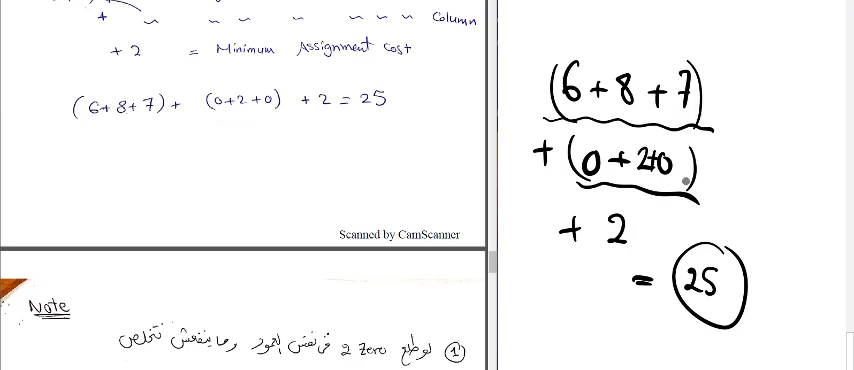 + " " " " " " " Column
+ 2 = Minimum Assignment Cost
(6+8+7)+ (0+2+0) +2=25
Scanned by CamScanner
Note
① لو طلع 2 Zero في نفس العمود وما ينفعش نتخلص
(6+8+7)
+(0+2+0)
+ 2
= 25